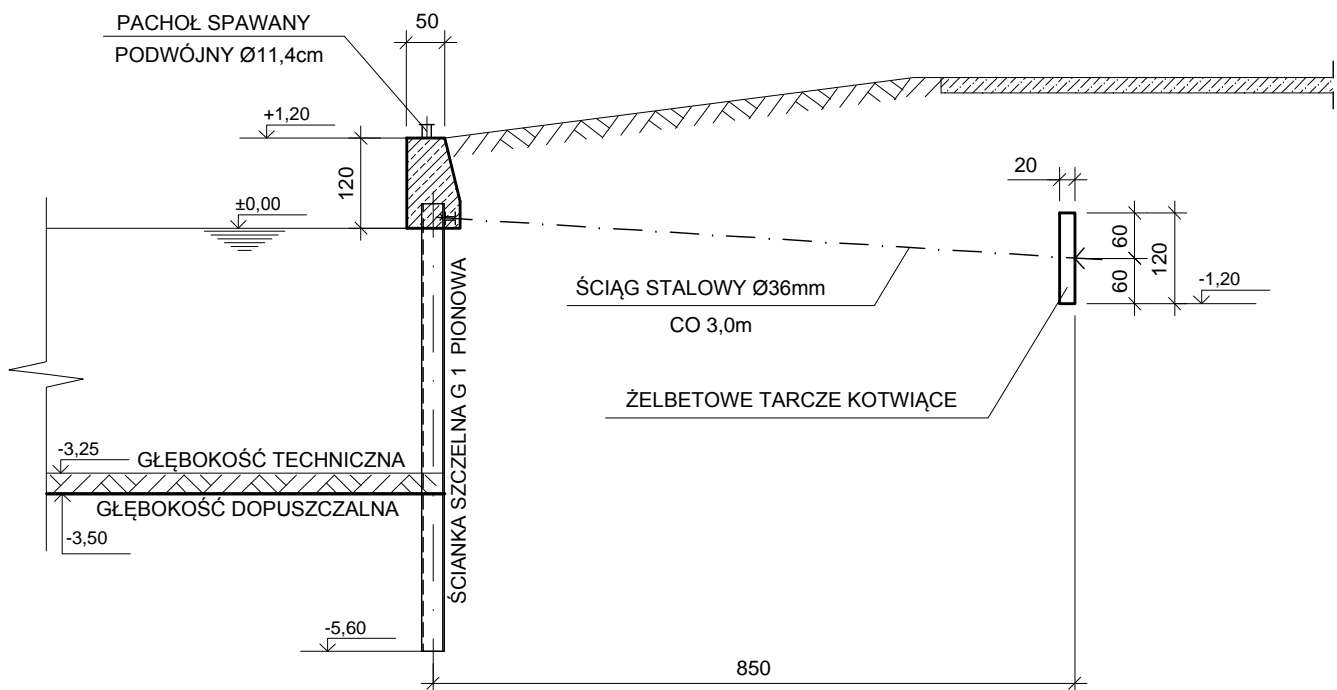 PACHOŁ SPAWANY
PODWÓJNY Ø11,4cm
50
+1,20
120
±0,00
20
60
60
120
-1,20
ŚCIĄG STALOWY Ø36mm
CO 3,0m
ŻELBETOWE TARCZE KOTWIĄCE
ŚCIANKA SZCZELNA G 1 PIONOWA
-3,25
GŁĘBOKOŚĆ TECHNICZNA
GŁĘBOKOŚĆ DOPUSZCZALNA
-3,50
-5,60
850